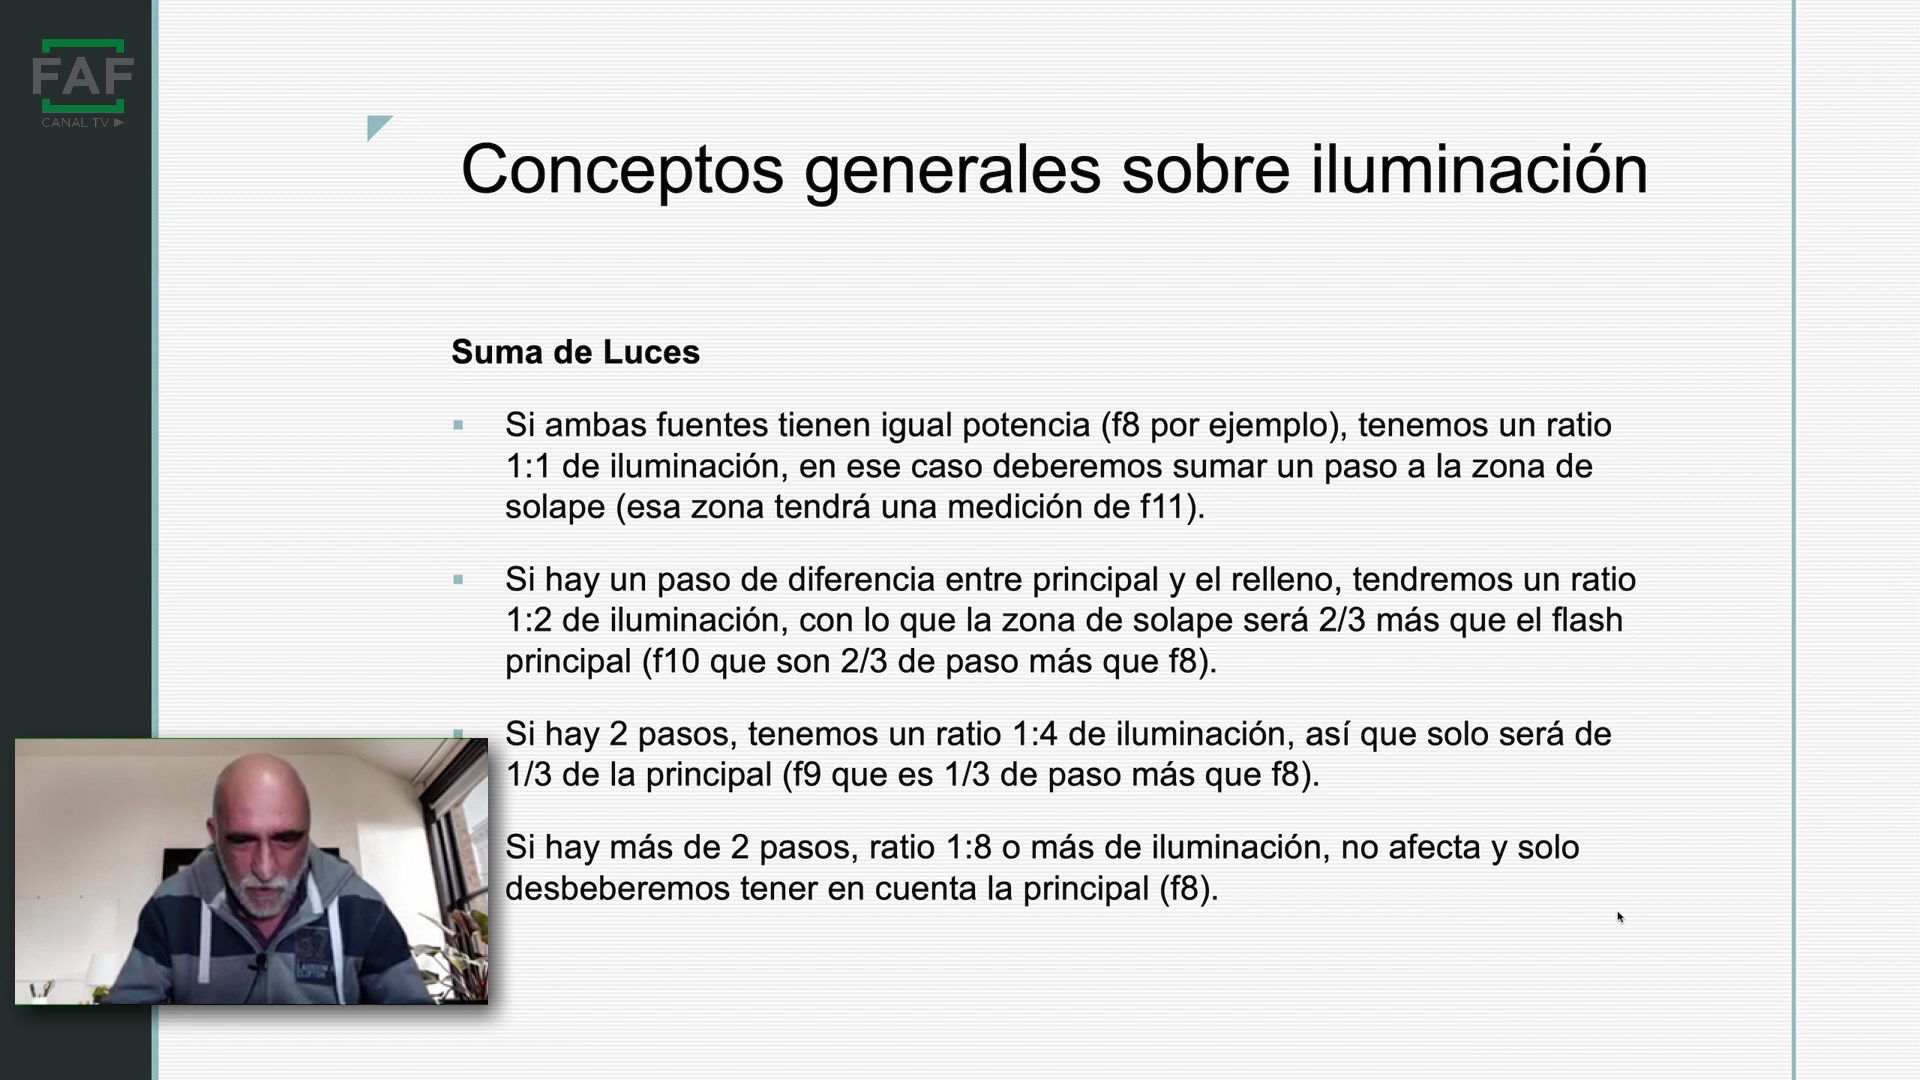 FAF
CANAL TV
Conceptos generales sobre iluminación
Suma de Luces
Si ambas fuentes tienen igual potencia (f8 por ejemplo), tenemos un ratio
1:1 de iluminación, en ese caso deberemos sumar un paso a la zona de
solape (esa zona tendrá una medición de f11).
Si hay un paso de diferencia entre principal y el relleno, tendremos un ratio
1:2 de iluminación, con lo que la zona de solape será 2/3 más que el flash
principal (f10 que son 2/3 de paso más que f8).
Si hay 2 pasos, tenemos un ratio 1:4 de iluminación, así que solo será de
1/3 de la principal (f9 que es 1/3 de paso más que f8).
Si hay más de 2 pasos, ratio 1:8 o más de iluminación, no afecta y solo
desbeberemos tener en cuenta la principal (f8).